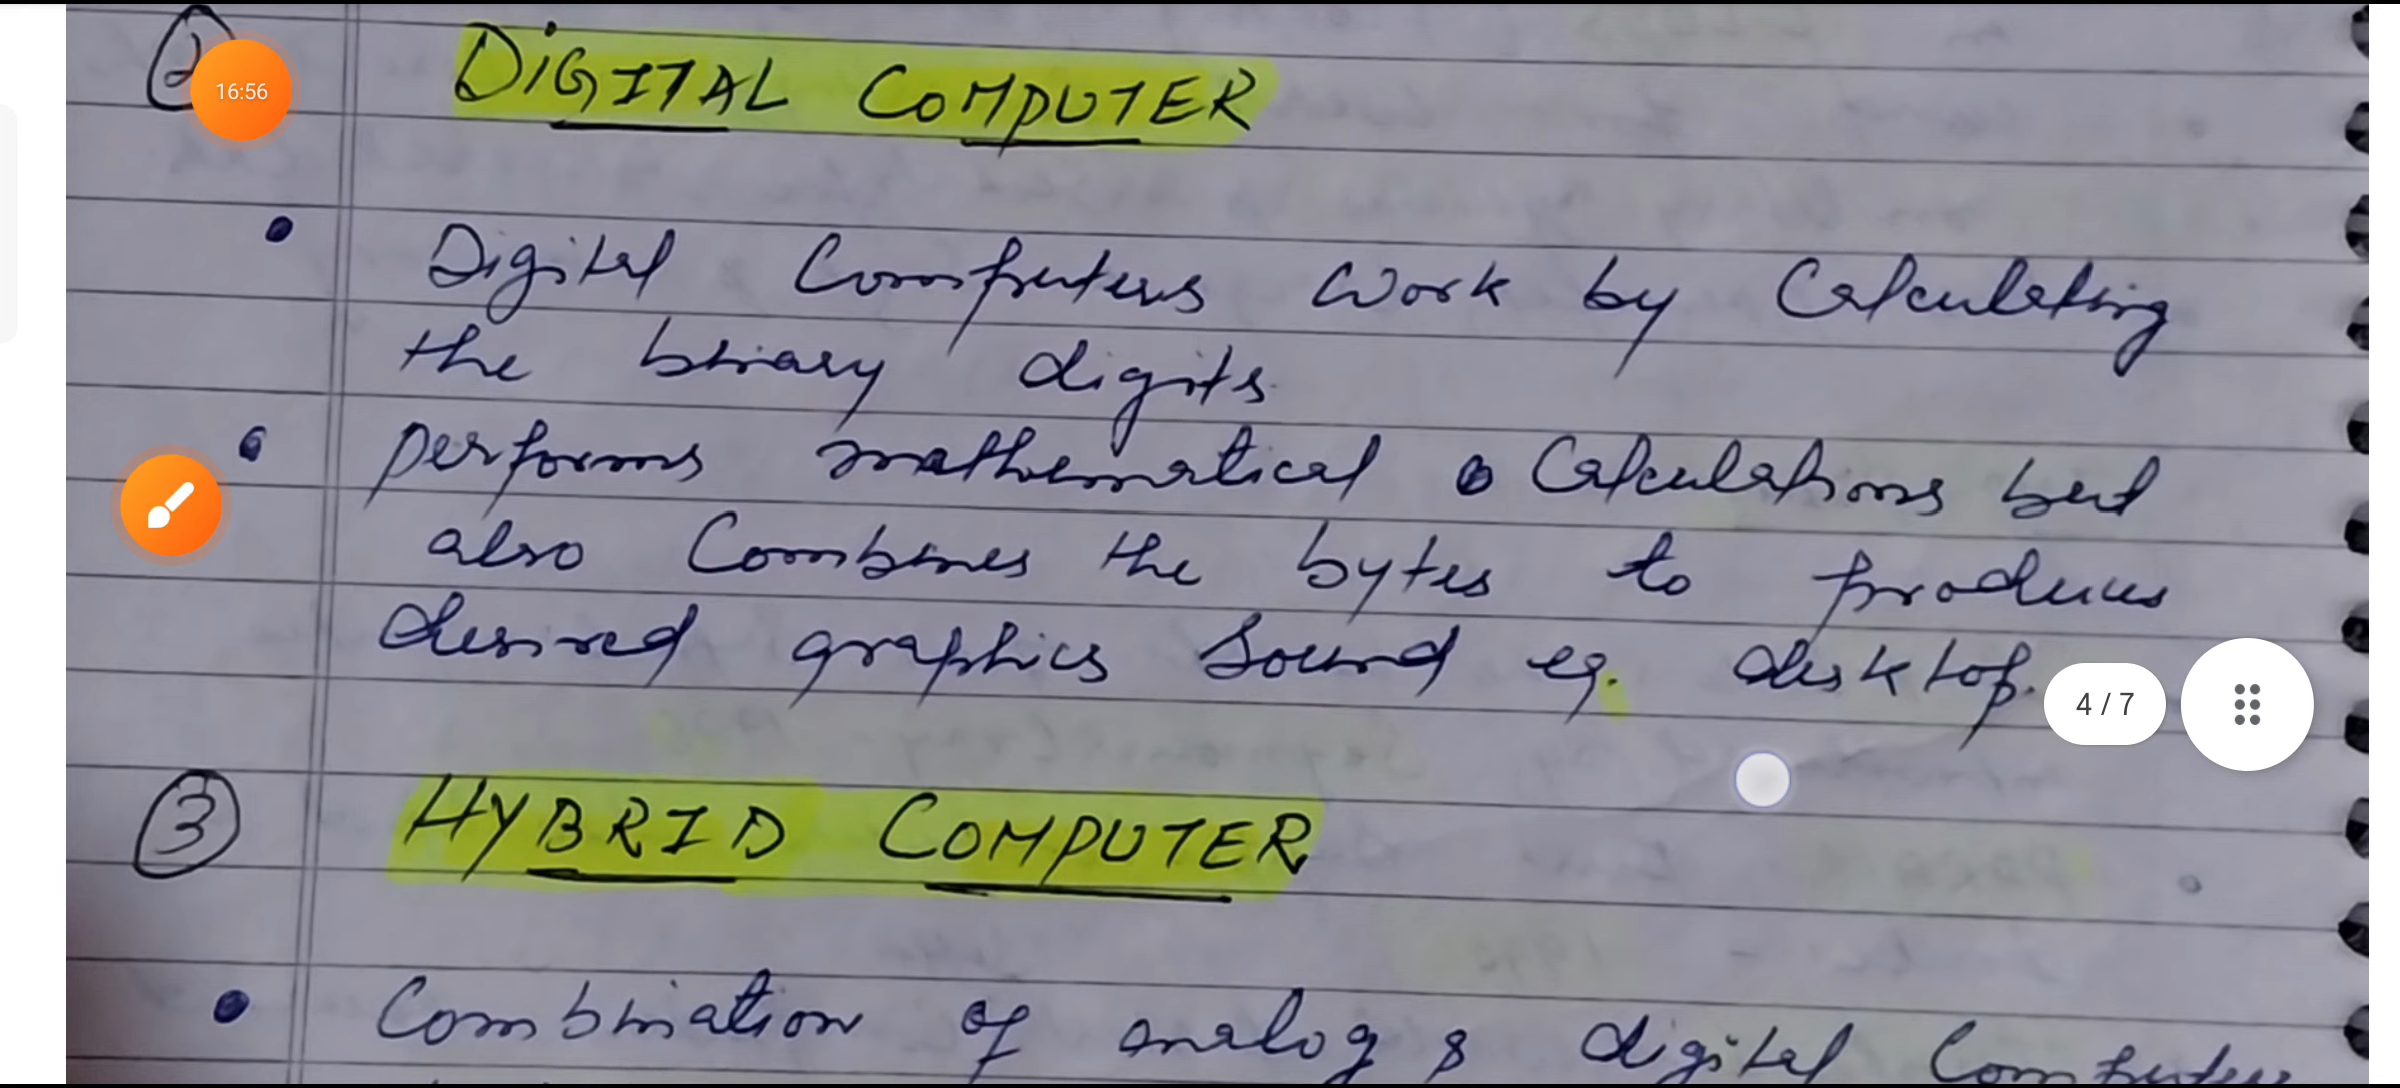 ② DiGITAL COMPUTER
16:56
• Digital Computers work by Calculating
the binary digits.
• performs mathematical Calculations but
also Combines the bytes to produces
desired graphics sound eg. desktop.
4 / 7
③ HYBRID COMPUTER
• Combination of analog & digital Computers